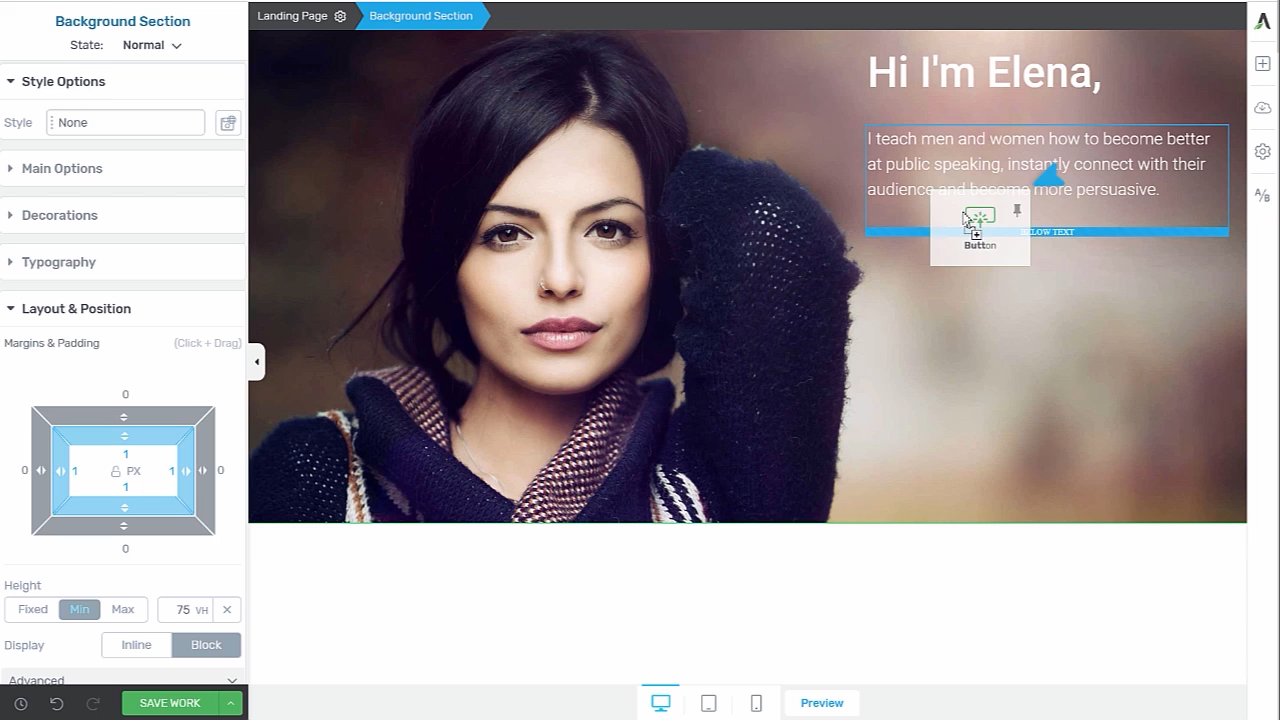 Background Section
State: Normal
Style Options
Style None
Main Options
Decorations
Typography
Layout & Position
Margins & Padding (Click + Drag)
0
1
0 1 PX 1 0
1
0
Height
Fixed Min Max 75 VH
Display Inline Block
Advanced
SAVE WORK
Landing Page Background Section
Hi I'm Elena,
I teach men and women how to become better
at public speaking, instantly connect with their
audience and become more persuasive.
BELOW TEXT
Button
A/B
Preview